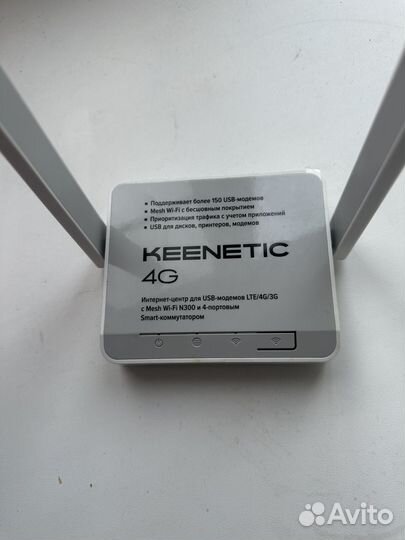 Поддерживает более 150 USB-модемов
Mesh Wi-Fi с бесшовным покрытием
Приоритизация трафика с учетом приложений
USB для дисков, принтеров, модемов
KEENETIC
4G
Интернет-центр для USB-модемов LTE/4G/3G
с Mesh Wi-Fi N300 и 4-портовым
Smart-коммутатором
Avito